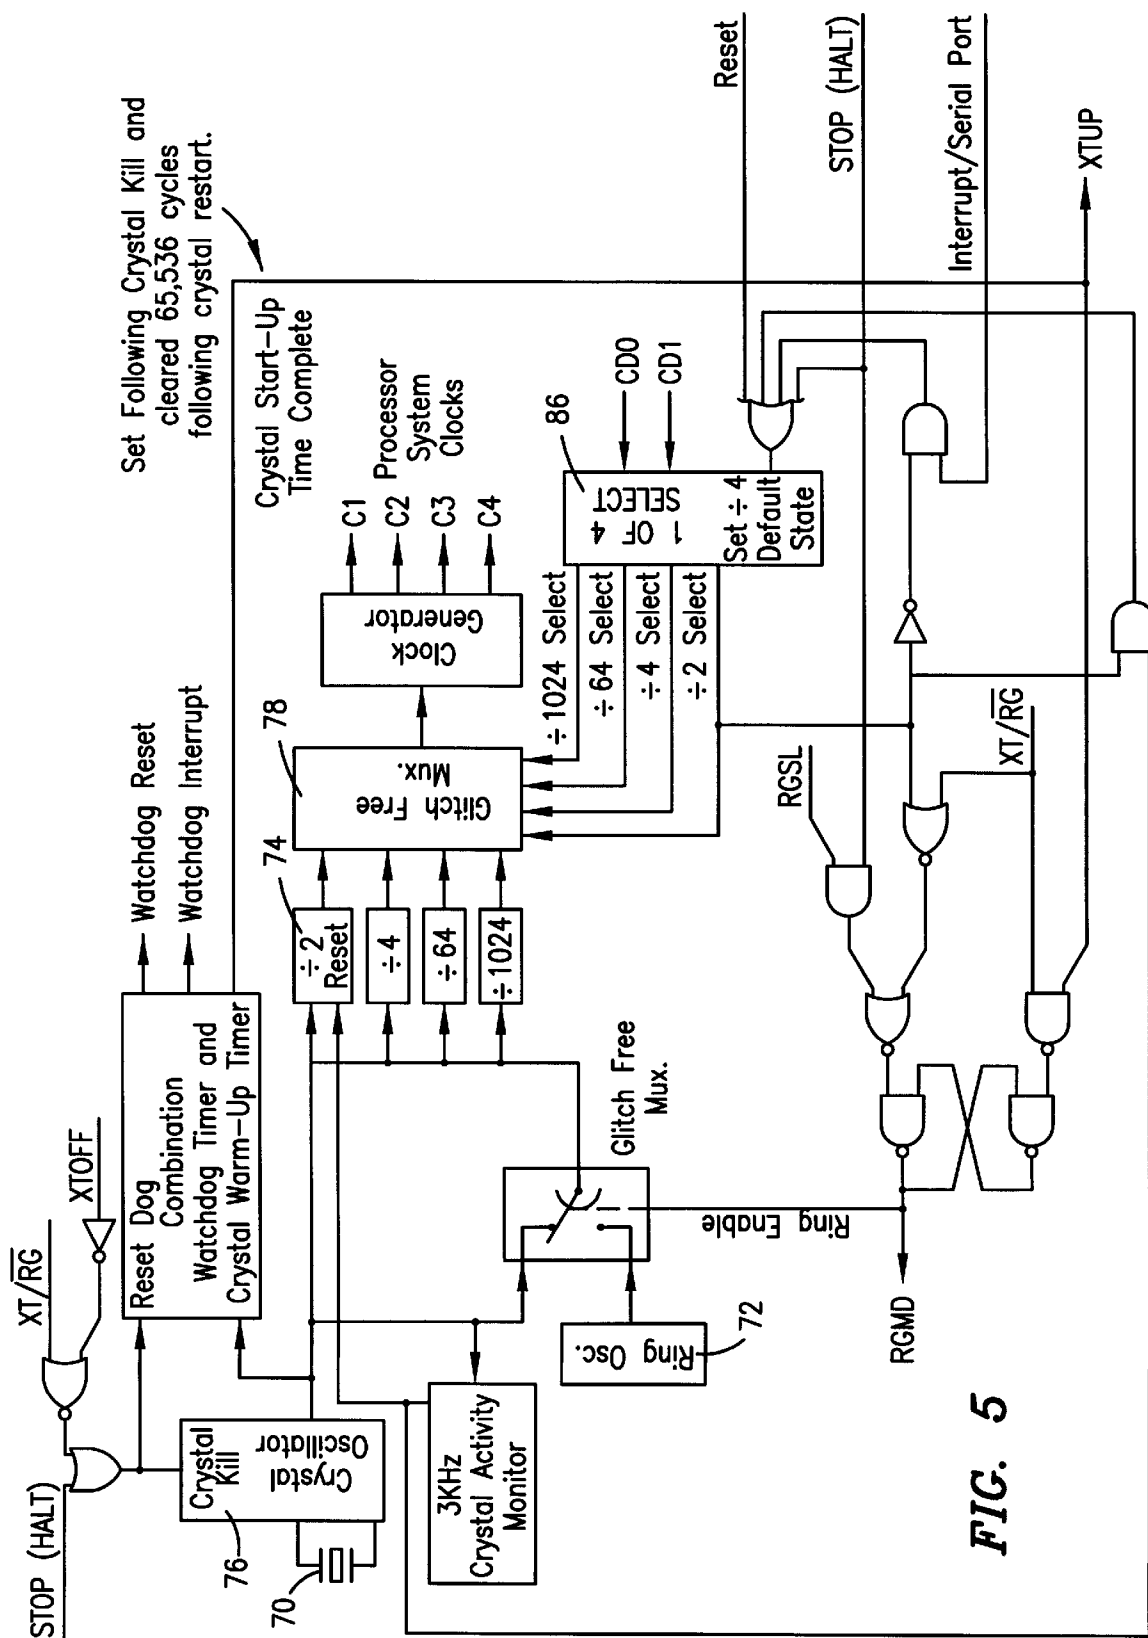 STOP (HALT)
XT/RG
XTOFF
76
70
Crystal
Kill
Crystal
Oscillator
Reset Dog
Combination
Watchdog Timer and
Crystal Warm-Up Timer
Watchdog Reset
Watchdog Interrupt
Set Following Crystal Kill and
cleared 65,536 cycles
following crystal restart.
Crystal Start-Up
Time Complete
3KHz
Crystal Activity
Monitor
Ring Osc.
72
Glitch Free
Mux.
Ring Enable
74
÷2
Reset
÷4
÷64
÷1024
78
Glitch Free
Mux.
Clock
Generator
C1
C2
C3
C4
Processor
System
Clocks
÷1024 Select
÷64 Select
÷4 Select
÷2 Select
86
1 OF 4
SELECT
Set ÷4
Default
State
CD0
CD1
Reset
STOP (HALT)
Interrupt/Serial Port
XTUP
RGSL
XT/RG
RGMD
FIG. 5